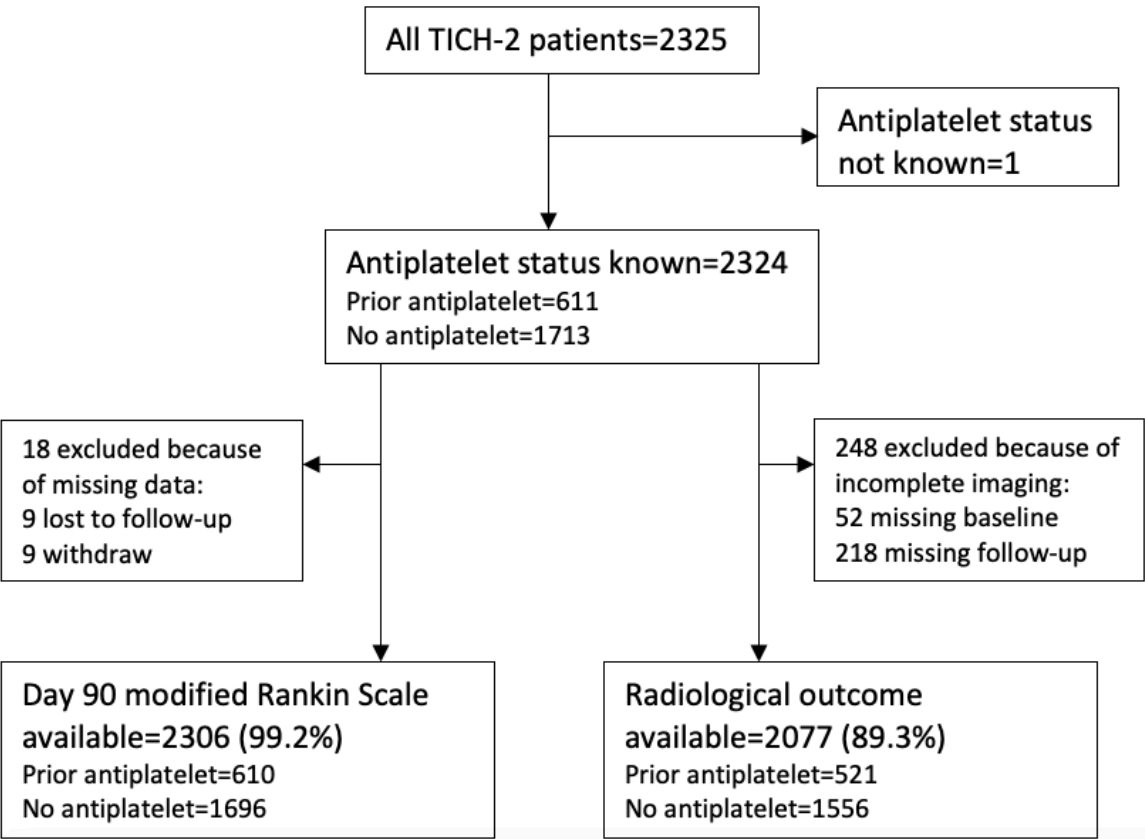 All TICH-2 patients=2325
Antiplatelet status
not known=1
Antiplatelet status known=2324
Prior antiplatelet=611
No antiplatelet=1713
18 excluded because
of missing data:
9 lost to follow-up
9 withdraw
248 excluded because of
incomplete imaging:
52 missing baseline
218 missing follow-up
Day 90 modified Rankin Scale
available=2306 (99.2%)
Prior antiplatelet=610
No antiplatelet=1696
Radiological outcome
available=2077 (89.3%)
Prior antiplatelet=521
No antiplatelet=1556